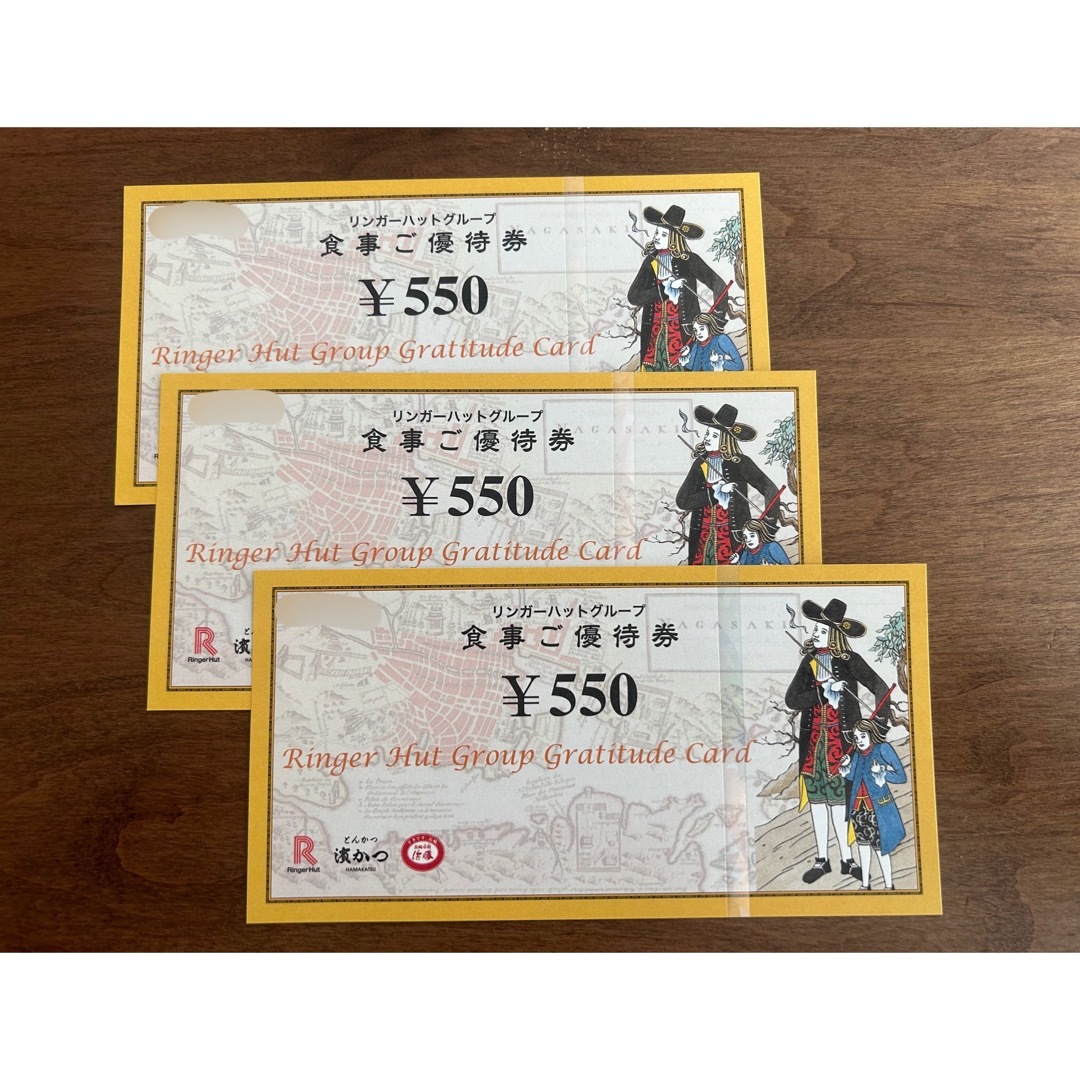 リンガーハットグループ
食事ご優待券
NAGASAKI
￥550
Ringer Hut Group Gratitude Card
リンガーハットグループ
食事ご優待券
NAGASAKI
￥550
Ringer Hut Group Gratitude Card
R
RingerHut
リンガーハットグループ
食事ご優待券
NAGASAKI
￥550
Ringer Hut Group Gratitude Card
R
RingerHut
とんかつ
濵かつ
HAMAKATSU